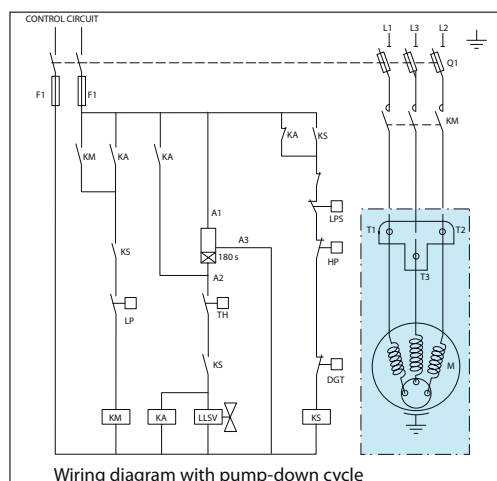 CONTROL CIRCUIT
L1 L3 L2
F1 F1 Q1
KA KS
KM KA KA KM
A1 LPS
T1 T2
A3
KS HP
180 s
A2 T3
LP TH
KS DGT M
KM KA LLSV KS
Wiring diagram with pump-down cycle